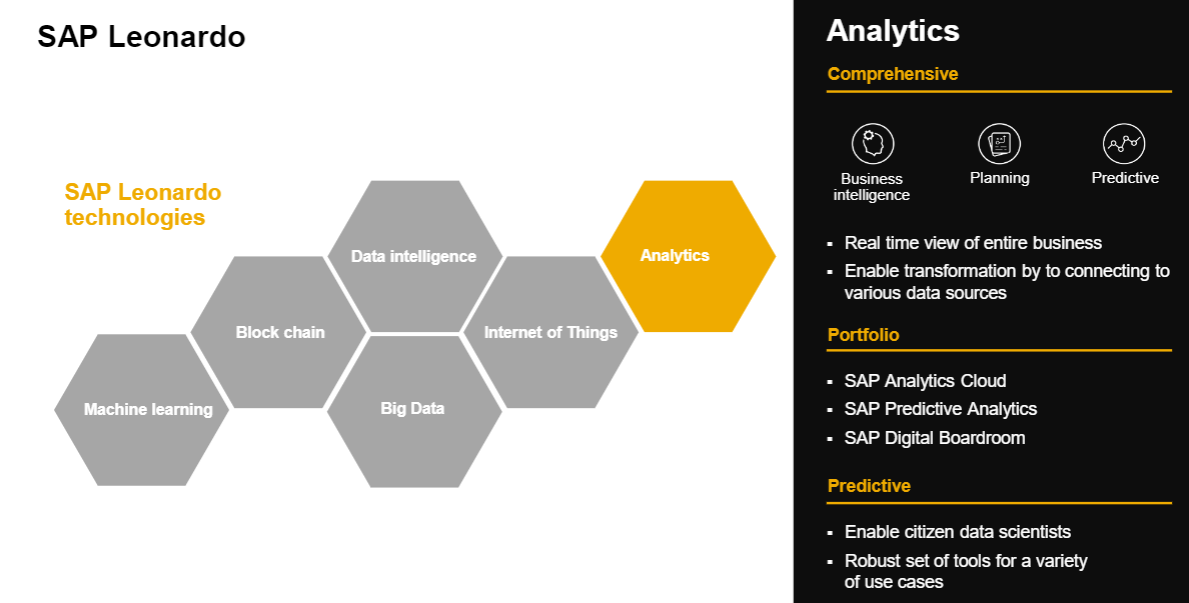 SAP Leonardo
SAP Leonardo
technologies
Data intelligence
Analytics
Block chain
Internet of Things
Machine learning
Big Data
Analytics
Comprehensive
Business
intelligence
Planning
Predictive
▪ Real time view of entire business
▪ Enable transformation by to connecting to
various data sources
Portfolio
▪ SAP Analytics Cloud
▪ SAP Predictive Analytics
▪ SAP Digital Boardroom
Predictive
▪ Enable citizen data scientists
▪ Robust set of tools for a variety
of use cases